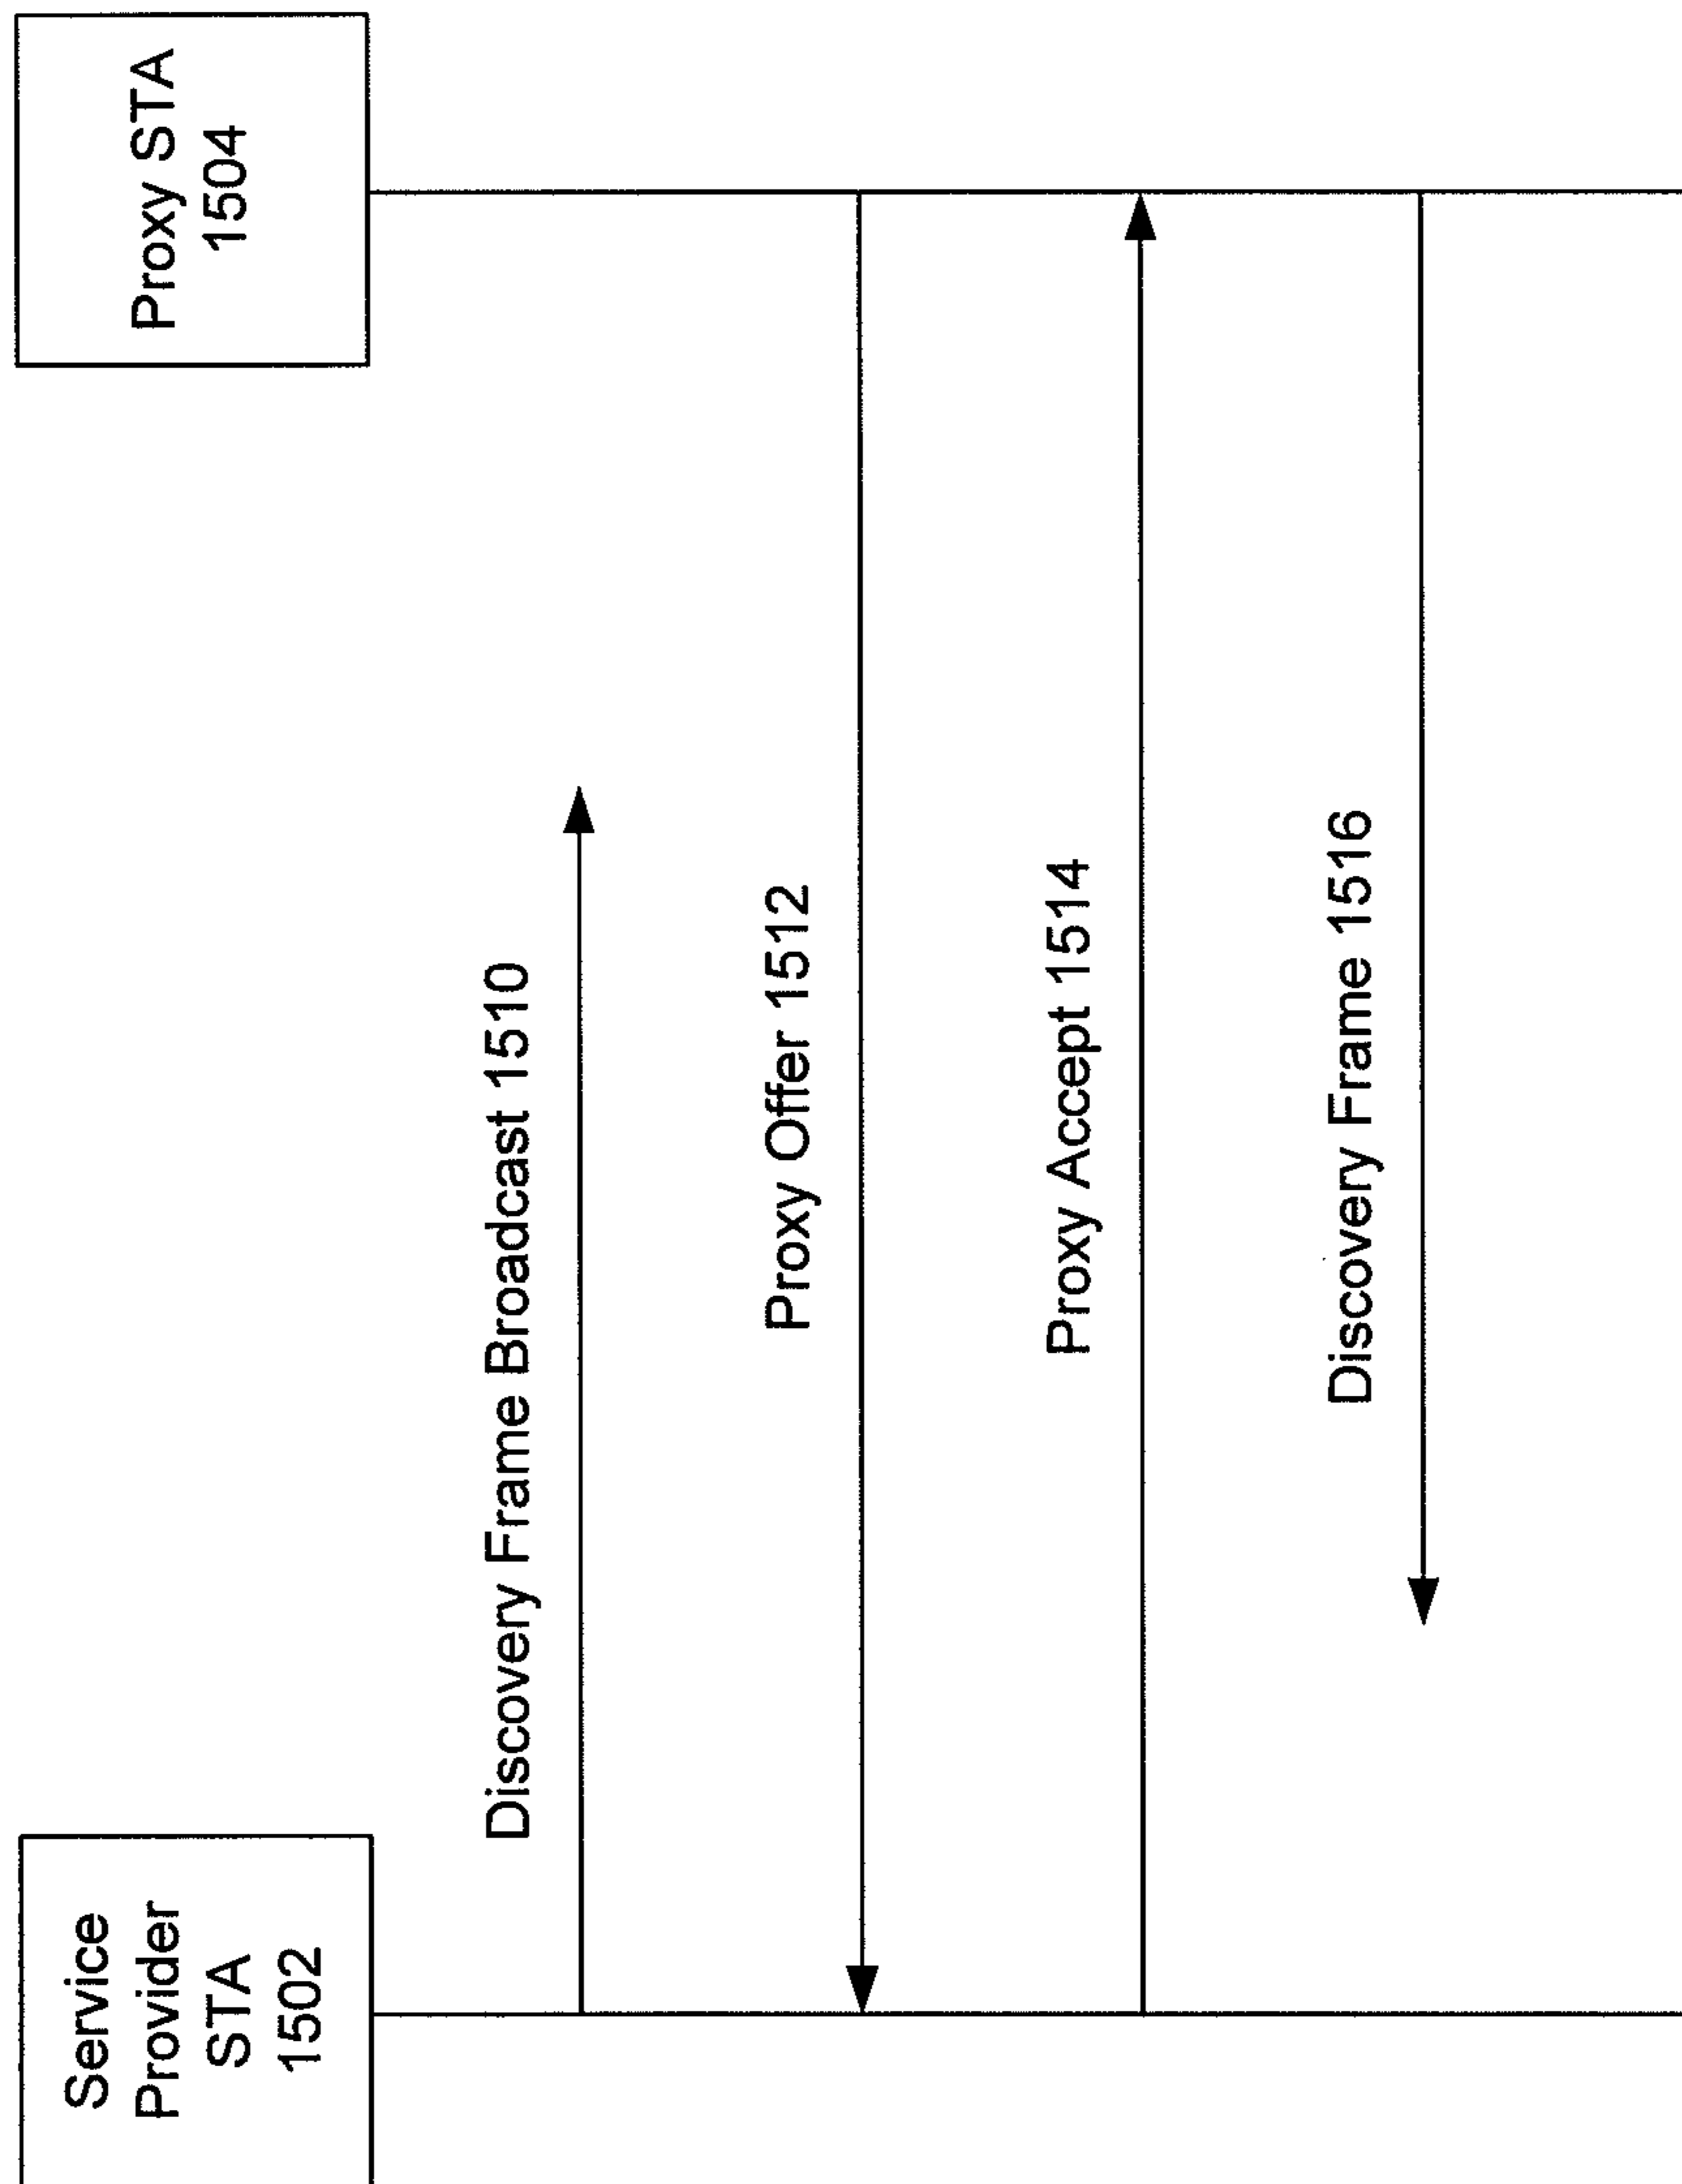 Service
Provider
STA
1502
Proxy STA
1504
Discovery Frame Broadcast 1510
Proxy Offer 1512
Proxy Accept 1514
Discovery Frame 1516